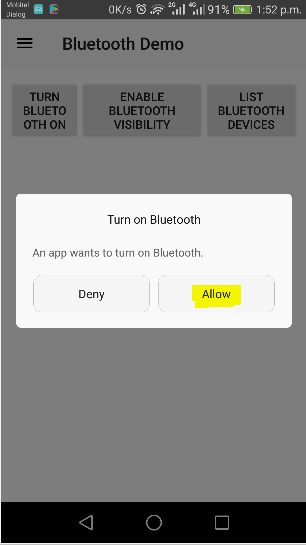 Mobitel
Dialog
0K/s 2G 4G 91% 1:52 p.m.
Bluetooth Demo
TURN
BLUETO
OTH ON
ENABLE
BLUETOOTH
VISIBILITY
LIST
BLUETOOTH
DEVICES
Turn on Bluetooth
An app wants to turn on Bluetooth.
Deny
Allow